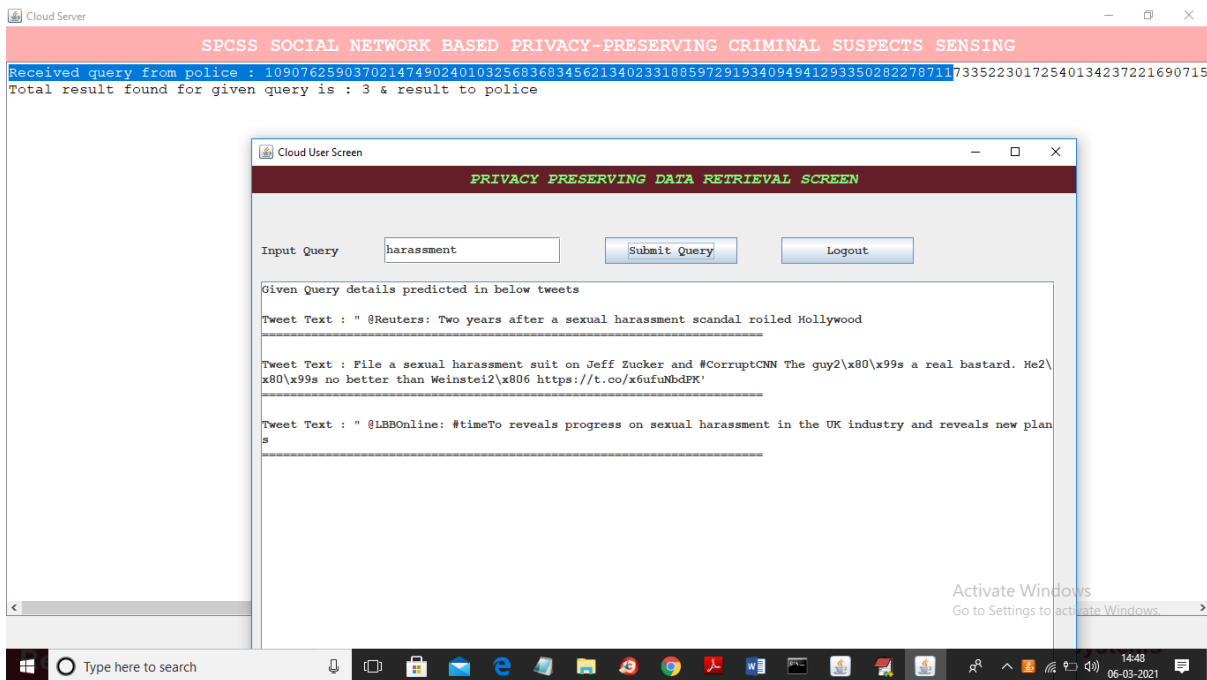 Cloud Server
SPCSS SOCIAL NETWORK BASED PRIVACY-PRESERVING CRIMINAL SUSPECTS SENSING
Received query from police : 10907625903702147490240103256836834562134023318859729193409494129335028227871173352230172540134237221690715
Total result found for given query is : 3 & result to police
Cloud User Screen
PRIVACY PRESERVING DATA RETRIEVAL SCREEN
Input Query harassment Submit Query Logout
Given Query details predicted in below tweets
Tweet Text : " @Reuters: Two years after a sexual harassment scandal roiled Hollywood
=======================================================================
Tweet Text : File a sexual harassment suit on Jeff Zucker and #CorruptCNN The guy2\x80\x99s a real bastard. He2\
x80\x99s no better than Weinstei2\x806 https://t.co/x6ufuNbdPK'
=======================================================================
Tweet Text : " @LBBOnline: #timeTo reveals progress on sexual harassment in the UK industry and reveals new plan
s
=======================================================================
Activate Windows
Go to Settings to activate Windows.
Type here to search
14:48
06-03-2021